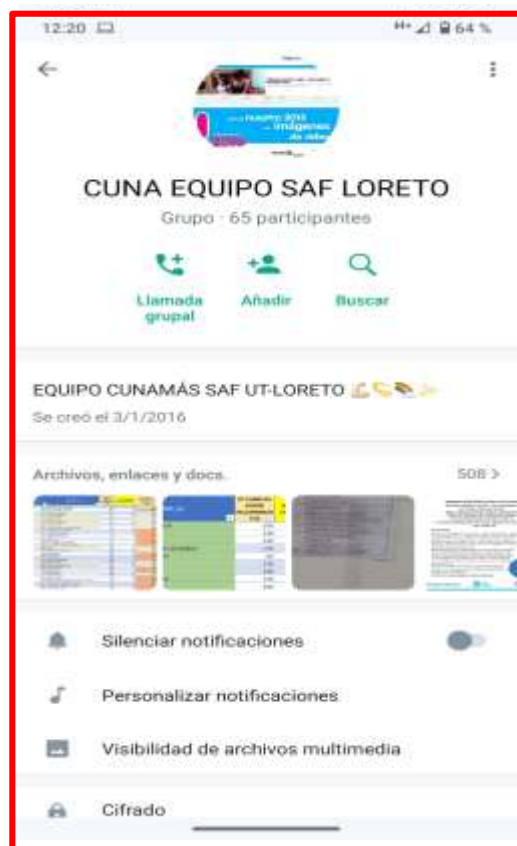 12:20
64 %
CUNA EQUIPO SAF LORETO
Grupo · 65 participantes
Llamada grupal
Añadir
Buscar
EQUIPO CUNAMÁS SAF UT-LORETO
Se creó el 3/1/2016
Archivos, enlaces y docs.
508 >
Silenciar notificaciones
Personalizar notificaciones
Visibilidad de archivos multimedia
Cifrado